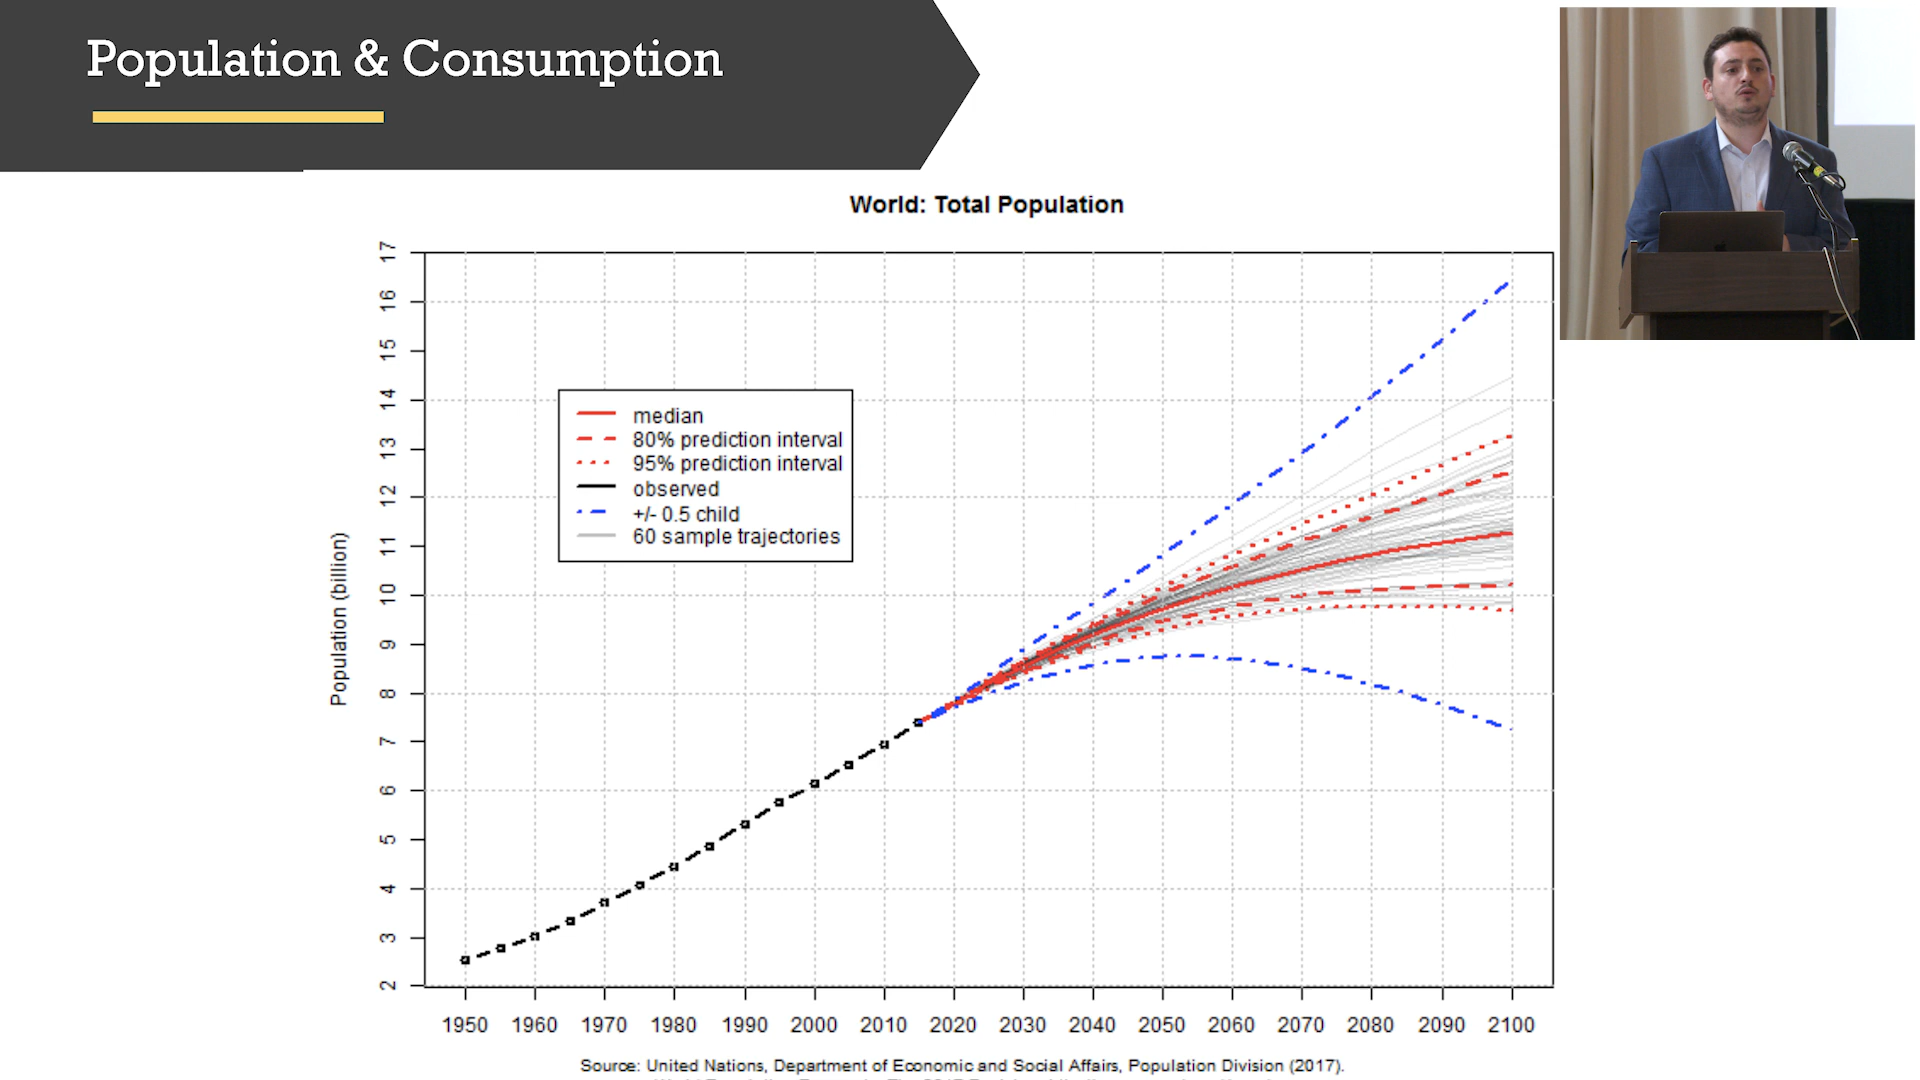 Population & Consumption
World: Total Population
Population (billion)
17
16
15
14
13
12
11
10
9
8
7
6
5
4
3
2
median
80% prediction interval
95% prediction interval
observed
+/- 0.5 child
60 sample trajectories
1950 1960 1970 1980 1990 2000 2010 2020 2030 2040 2050 2060 2070 2080 2090 2100
Source: United Nations, Department of Economic and Social Affairs, Population Division (2017).